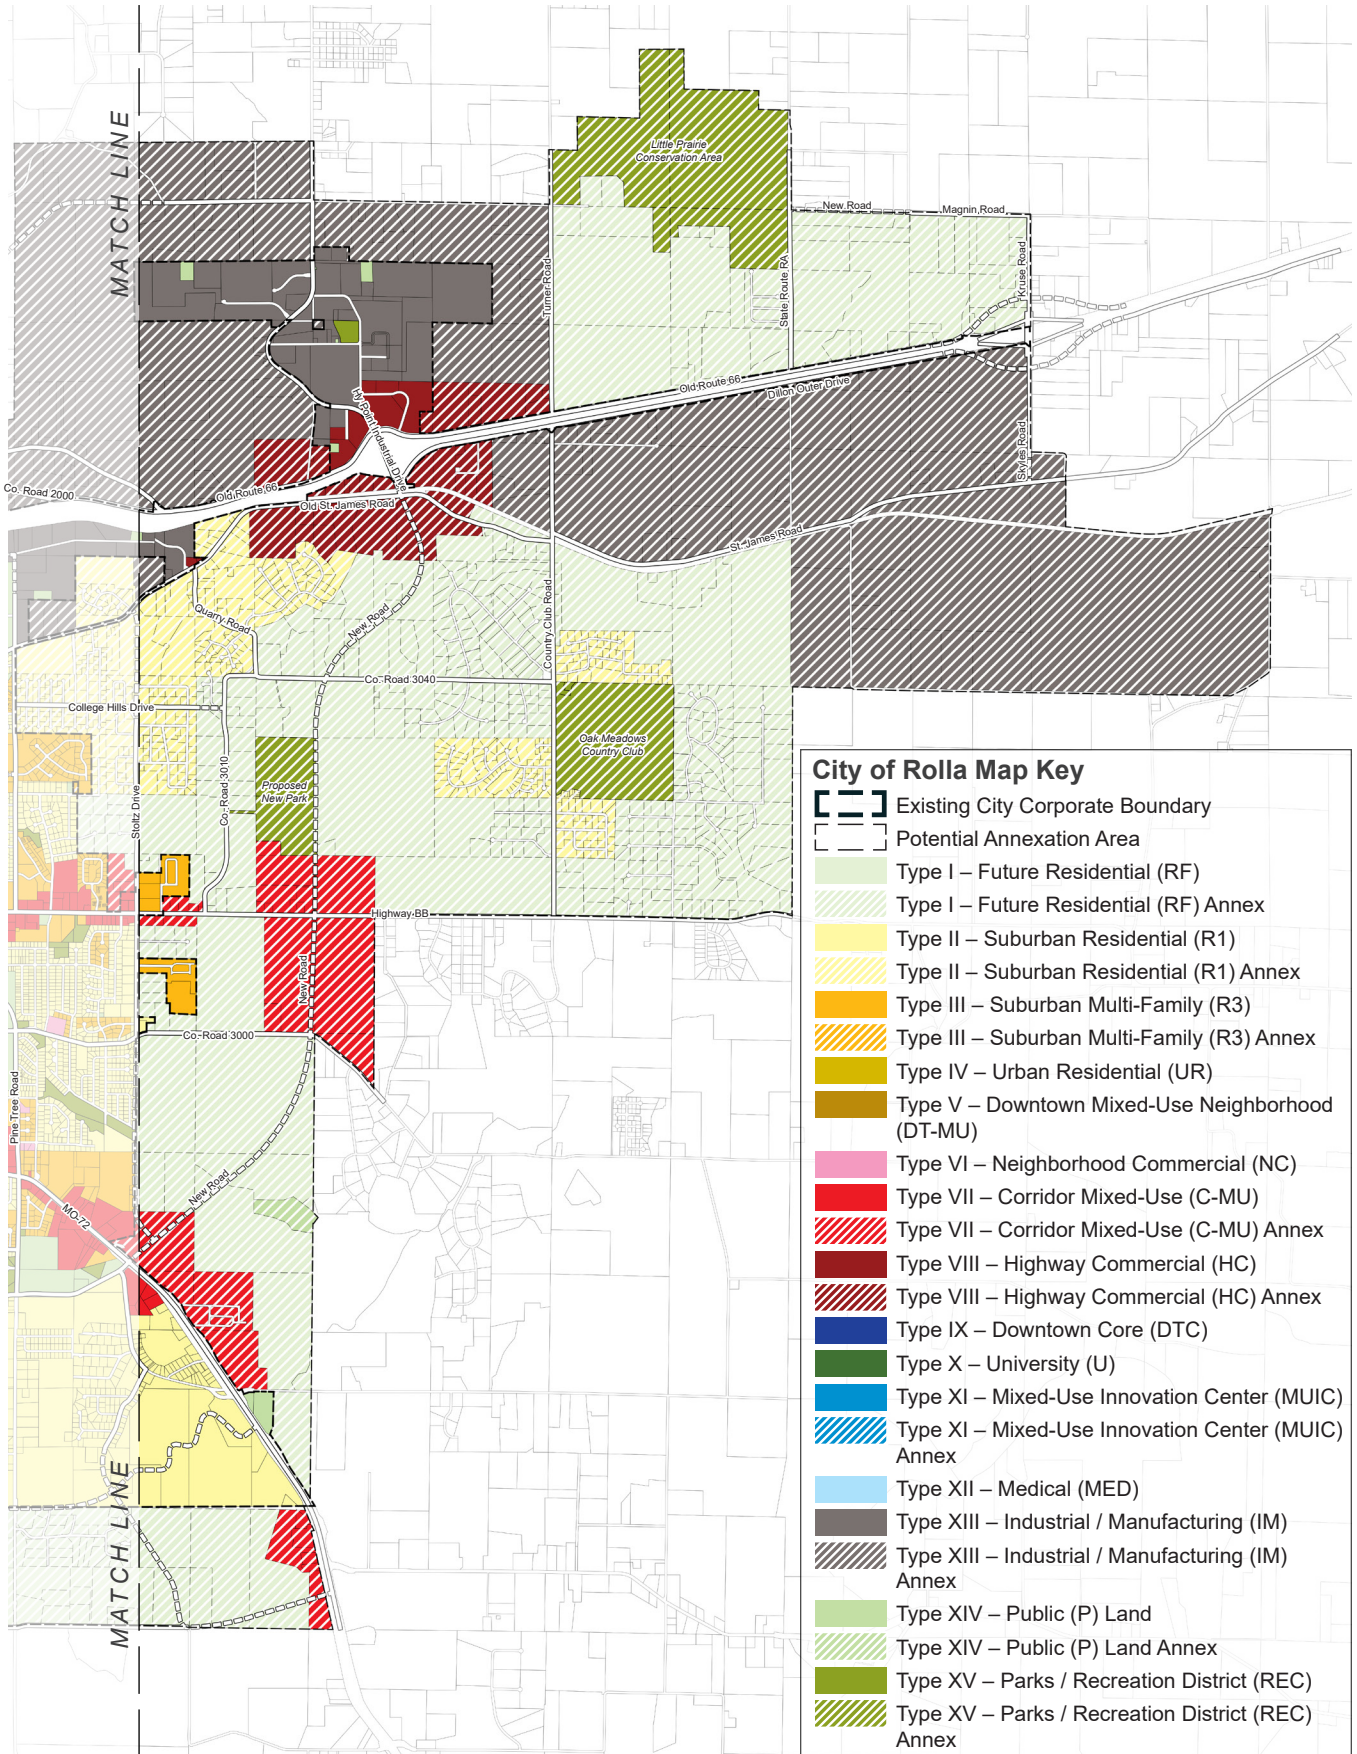 MATCH LINE
Little Prairie
Conservation Area
New Road
Magnin Road
Kruse Road
State Route RA
Turner Road
Old Route 66
Dillon Outer Drive
Hy Point Industrial Drive
Skyles Road
Co. Road 2000
Old Route 66
Old St. James Road
St. James Road
Quarry Road
New Road
Country Club Road
Co. Road 3040
College Hills Drive
Oak Meadows
Country Club
Proposed
New Park
Co. Road 3010
Stoltz Drive
Highway BB
New Road
Co. Road 3000
Pine Tree Road
New Road
MO-72
MATCH LINE
City of Rolla Map Key
Existing City Corporate Boundary
Potential Annexation Area
Type I – Future Residential (RF)
Type I – Future Residential (RF) Annex
Type II – Suburban Residential (R1)
Type II – Suburban Residential (R1) Annex
Type III – Suburban Multi-Family (R3)
Type III – Suburban Multi-Family (R3) Annex
Type IV – Urban Residential (UR)
Type V – Downtown Mixed-Use Neighborhood
(DT-MU)
Type VI – Neighborhood Commercial (NC)
Type VII – Corridor Mixed-Use (C-MU)
Type VII – Corridor Mixed-Use (C-MU) Annex
Type VIII – Highway Commercial (HC)
Type VIII – Highway Commercial (HC) Annex
Type IX – Downtown Core (DTC)
Type X – University (U)
Type XI – Mixed-Use Innovation Center (MUIC)
Type XI – Mixed-Use Innovation Center (MUIC)
Annex
Type XII – Medical (MED)
Type XIII – Industrial / Manufacturing (IM)
Type XIII – Industrial / Manufacturing (IM)
Annex
Type XIV – Public (P) Land
Type XIV – Public (P) Land Annex
Type XV – Parks / Recreation District (REC)
Type XV – Parks / Recreation District (REC)
Annex